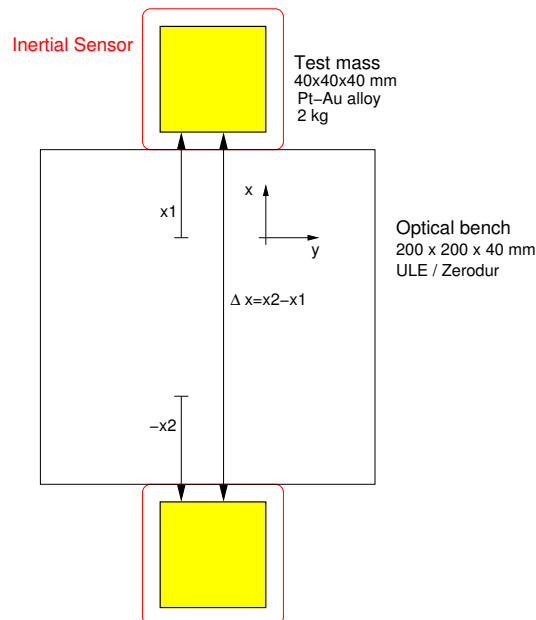 Inertial Sensor
Test mass
40x40x40 mm
Pt−Au alloy
2 kg
x1
x
y
Optical bench
200 x 200 x 40 mm
ULE / Zerodur
Δ x=x2−x1
−x2